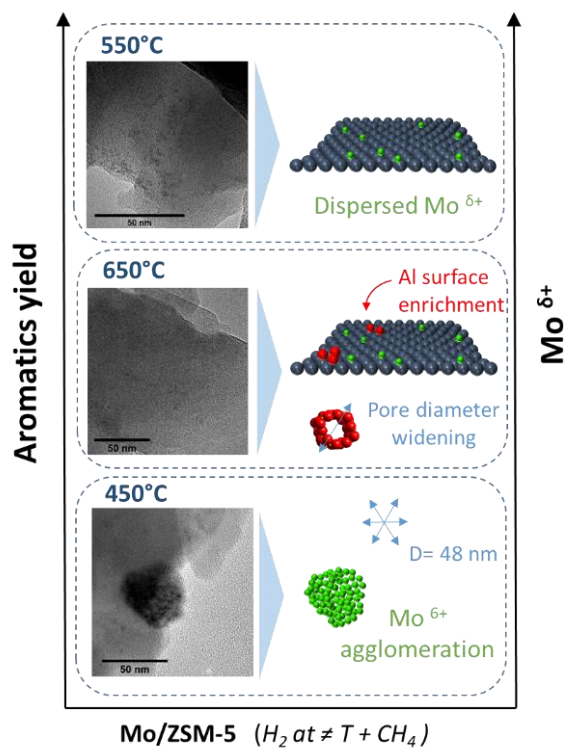 550°C
50 nm
Dispersed Mo δ+
650°C
50 nm
Al surface
enrichment
Pore diameter
widening
450°C
50 nm
D= 48 nm
Mo 6+
agglomeration
Aromatics yield
Mo δ+
Mo/ZSM-5 (H2 at ≠ T + CH4 )